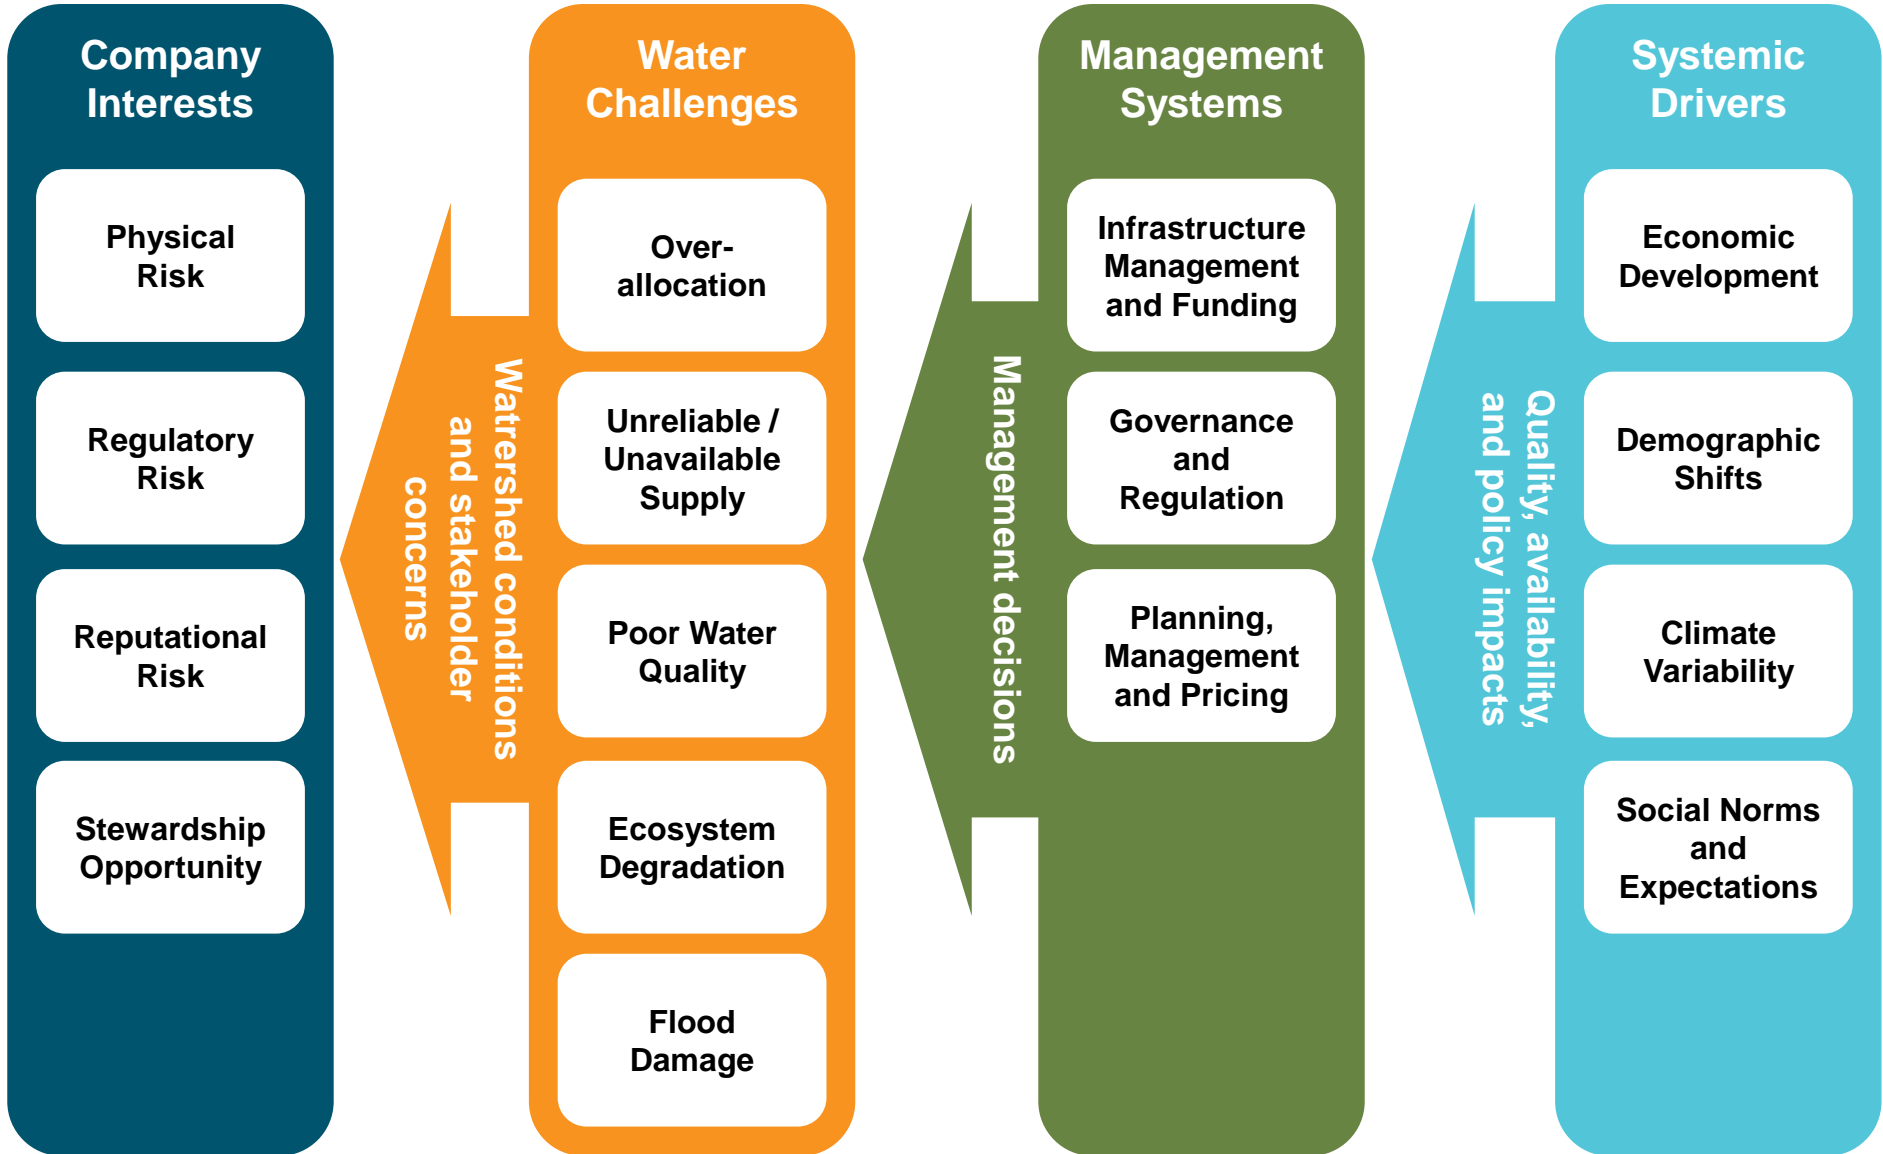 Company
Interests
Physical
Risk
Regulatory
Risk
Reputational
Risk
Stewardship
Opportunity
Watrershed conditions
and stakeholder
concerns
Water
Challenges
Over-
allocation
Unreliable /
Unavailable
Supply
Poor Water
Quality
Ecosystem
Degradation
Flood
Damage
Management decisions
Management
Systems
Infrastructure
Management
and Funding
Governance
and
Regulation
Planning,
Management
and Pricing
Quality, availability,
and policy impacts
Systemic
Drivers
Economic
Development
Demographic
Shifts
Climate
Variability
Social Norms
and
Expectations